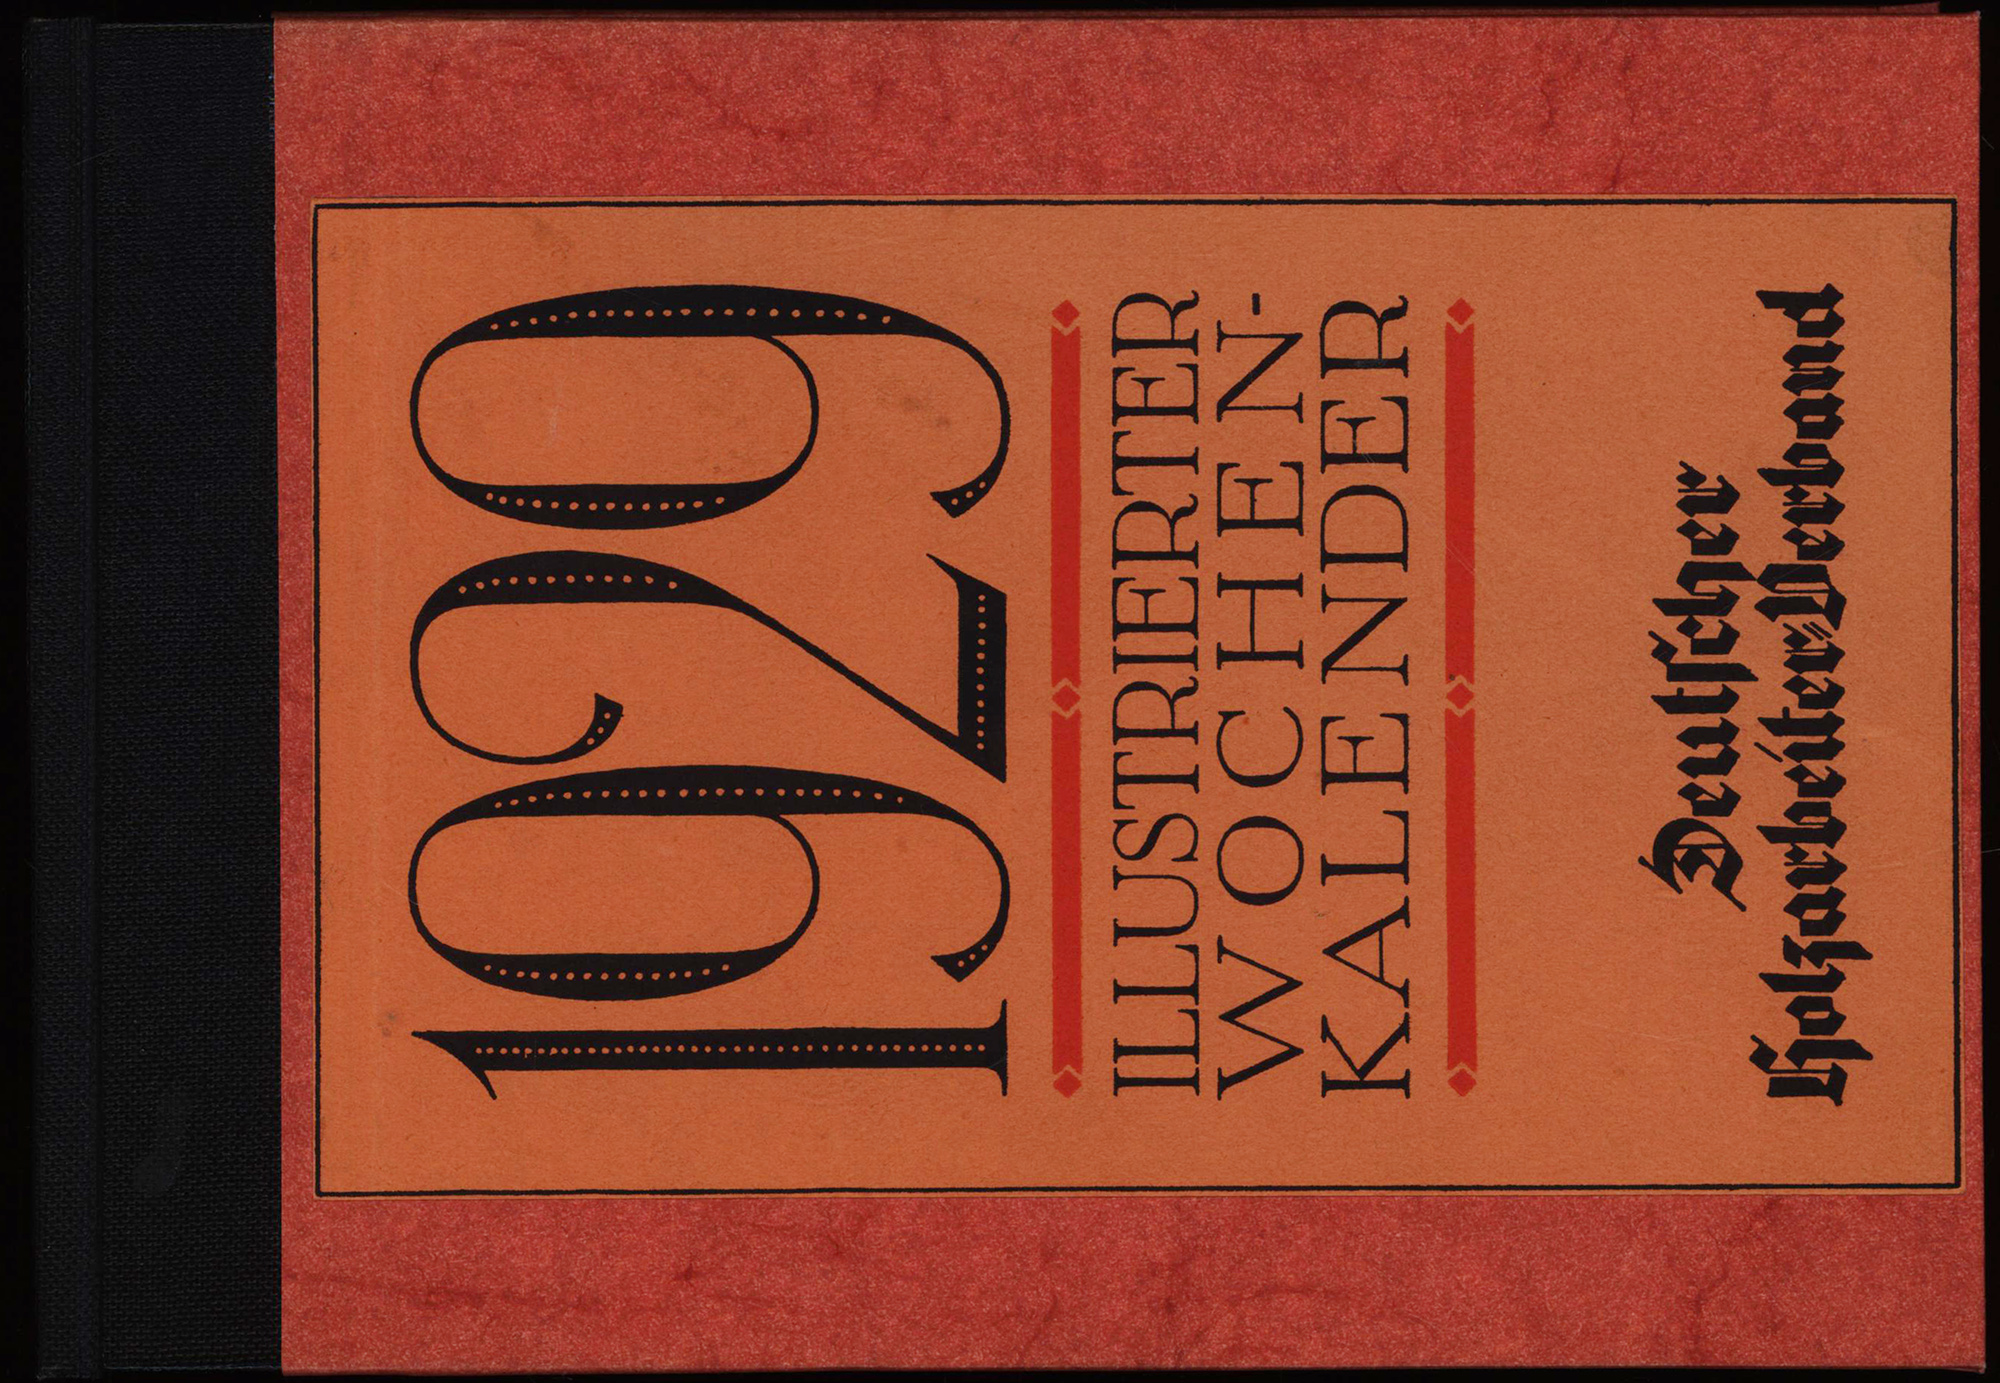 1929
ILLUSTRIERTER
WOCHEN-
KALENDER
Deutscher
Holzarbeiter-Verband